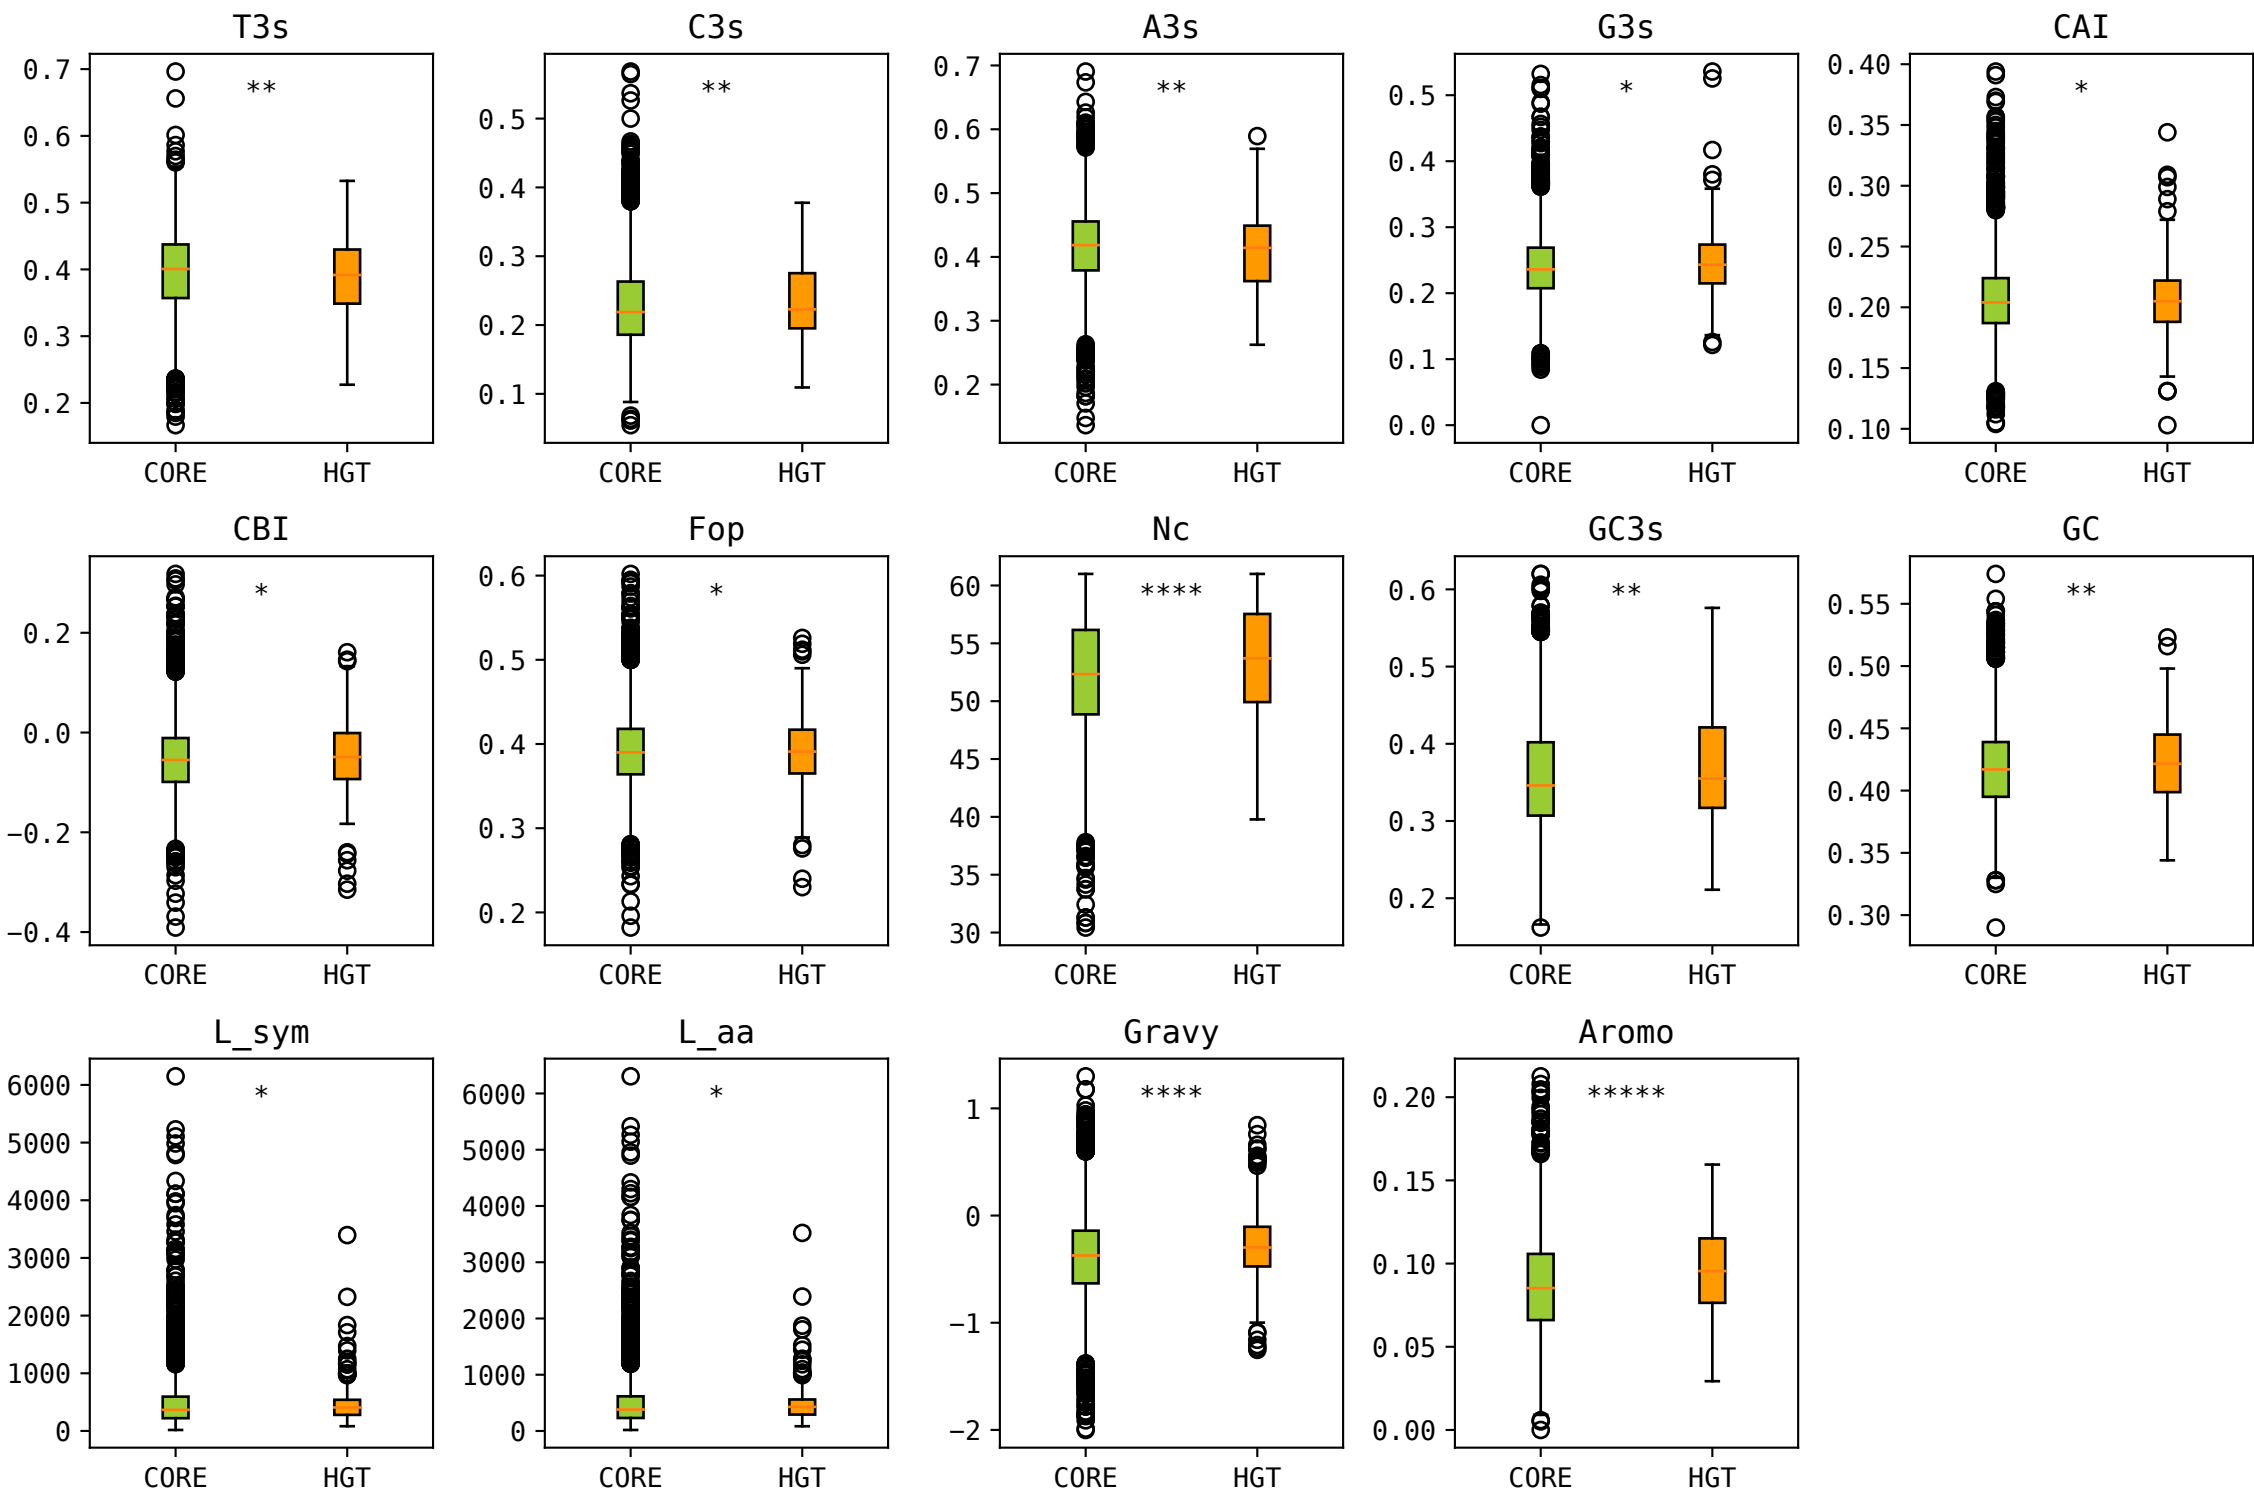 T3s C3s A3s G3s CAI
** ** ** * *
0.7 0.6 0.5 0.4 0.3 0.2
0.5 0.4 0.3 0.2 0.1
0.7 0.6 0.5 0.4 0.3 0.2
0.5 0.4 0.3 0.2 0.1 0.0
0.40 0.35 0.30 0.25 0.20 0.15 0.10
CORE HGT CORE HGT CORE HGT CORE HGT CORE HGT
CBI Fop Nc GC3s GC
* * **** ** **
0.2 0.0 −0.2 −0.4
0.6 0.5 0.4 0.3 0.2
60 55 50 45 40 35 30
0.6 0.5 0.4 0.3 0.2
0.55 0.50 0.45 0.40 0.35 0.30
CORE HGT CORE HGT CORE HGT CORE HGT CORE HGT
L_sym L_aa Gravy Aromo
* * **** *****
6000 5000 4000 3000 2000 1000 0
6000 5000 4000 3000 2000 1000 0
1 0 −1 −2
0.20 0.15 0.10 0.05 0.00
CORE HGT CORE HGT CORE HGT CORE HGT